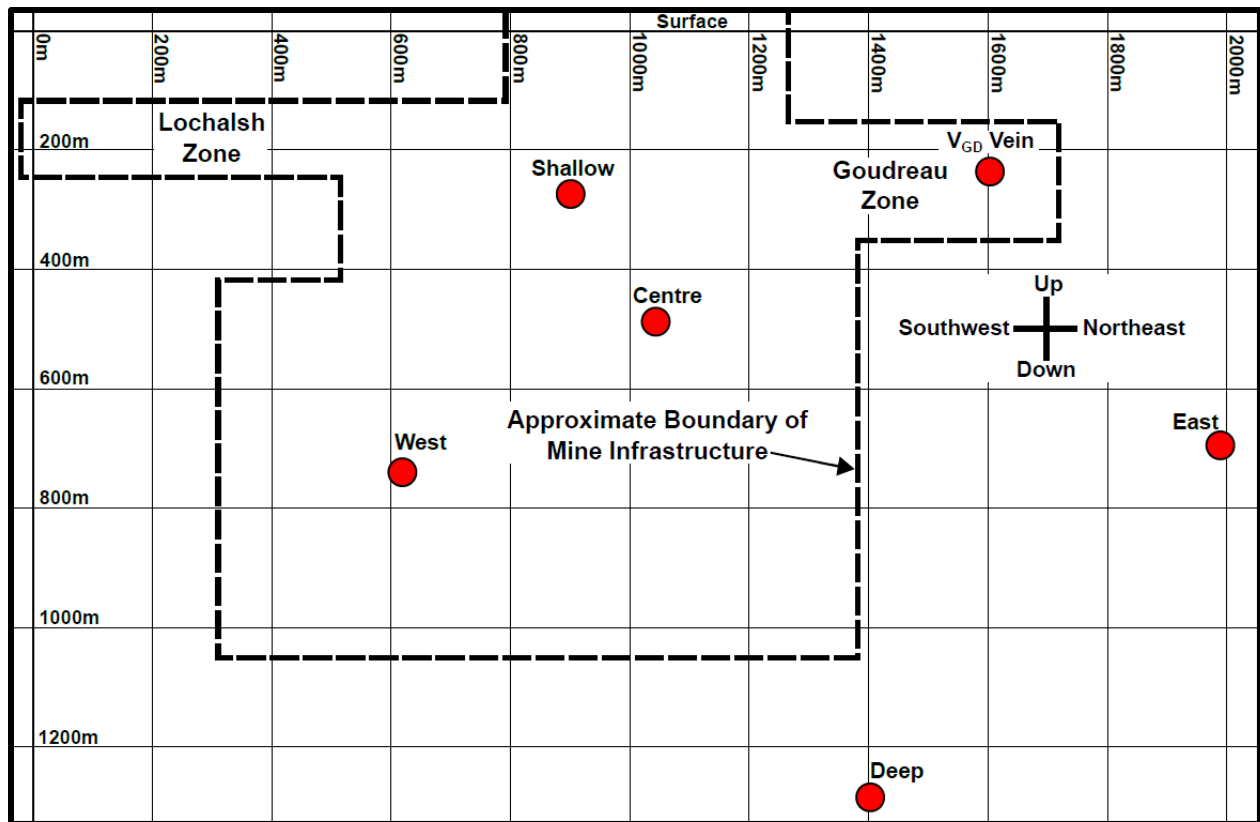 Surface
0m
200m
400m
600m
800m
1000m
1200m
1400m
1600m
1800m
2000m
Lochalsh
Zone
200m
V_GD Vein
Shallow
Goudreau
Zone
400m
Up
Centre
Southwest
Northeast
Down
600m
Approximate Boundary of
Mine Infrastructure
East
West
800m
1000m
1200m
Deep